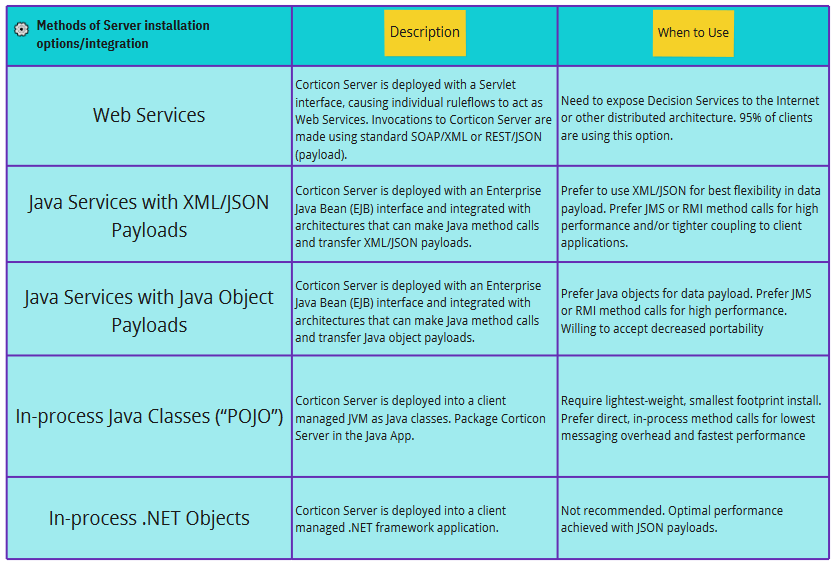 Methods of Server installation
options/integration
Description
When to Use
Web Services
Corticon Server is deployed with a Servlet
interface, causing individual ruleflows to act as
Web Services. Invocations to Corticon Server are
made using standard SOAP/XML or REST/JSON
(payload).
Need to expose Decision Services to the Internet
or other distributed architecture. 95% of clients
are using this option.
Java Services with XML/JSON
Payloads
Corticon Server is deployed with an Enterprise
Java Bean (EJB) interface and integrated with
architectures that can make Java method calls
and transfer XML/JSON payloads.
Prefer to use XML/JSON for best flexibility in data
payload. Prefer JMS or RMI method calls for high
performance and/or tighter coupling to client
applications.
Java Services with Java Object
Payloads
Corticon Server is deployed with an Enterprise
Java Bean (EJB) interface and integrated with
architectures that can make Java method calls
and transfer Java object payloads.
Prefer Java objects for data payload. Prefer JMS
or RMI method calls for high performance.
Willing to accept decreased portability
In-process Java Classes (“POJO”)
Corticon Server is deployed into a client
managed JVM as Java classes. Package Corticon
Server in the Java App.
Require lightest-weight, smallest footprint install.
Prefer direct, in-process method calls for lowest
messaging overhead and fastest performance
In-process .NET Objects
Corticon Server is deployed into a client
managed .NET framework application.
Not recommended. Optimal performance
achieved with JSON payloads.